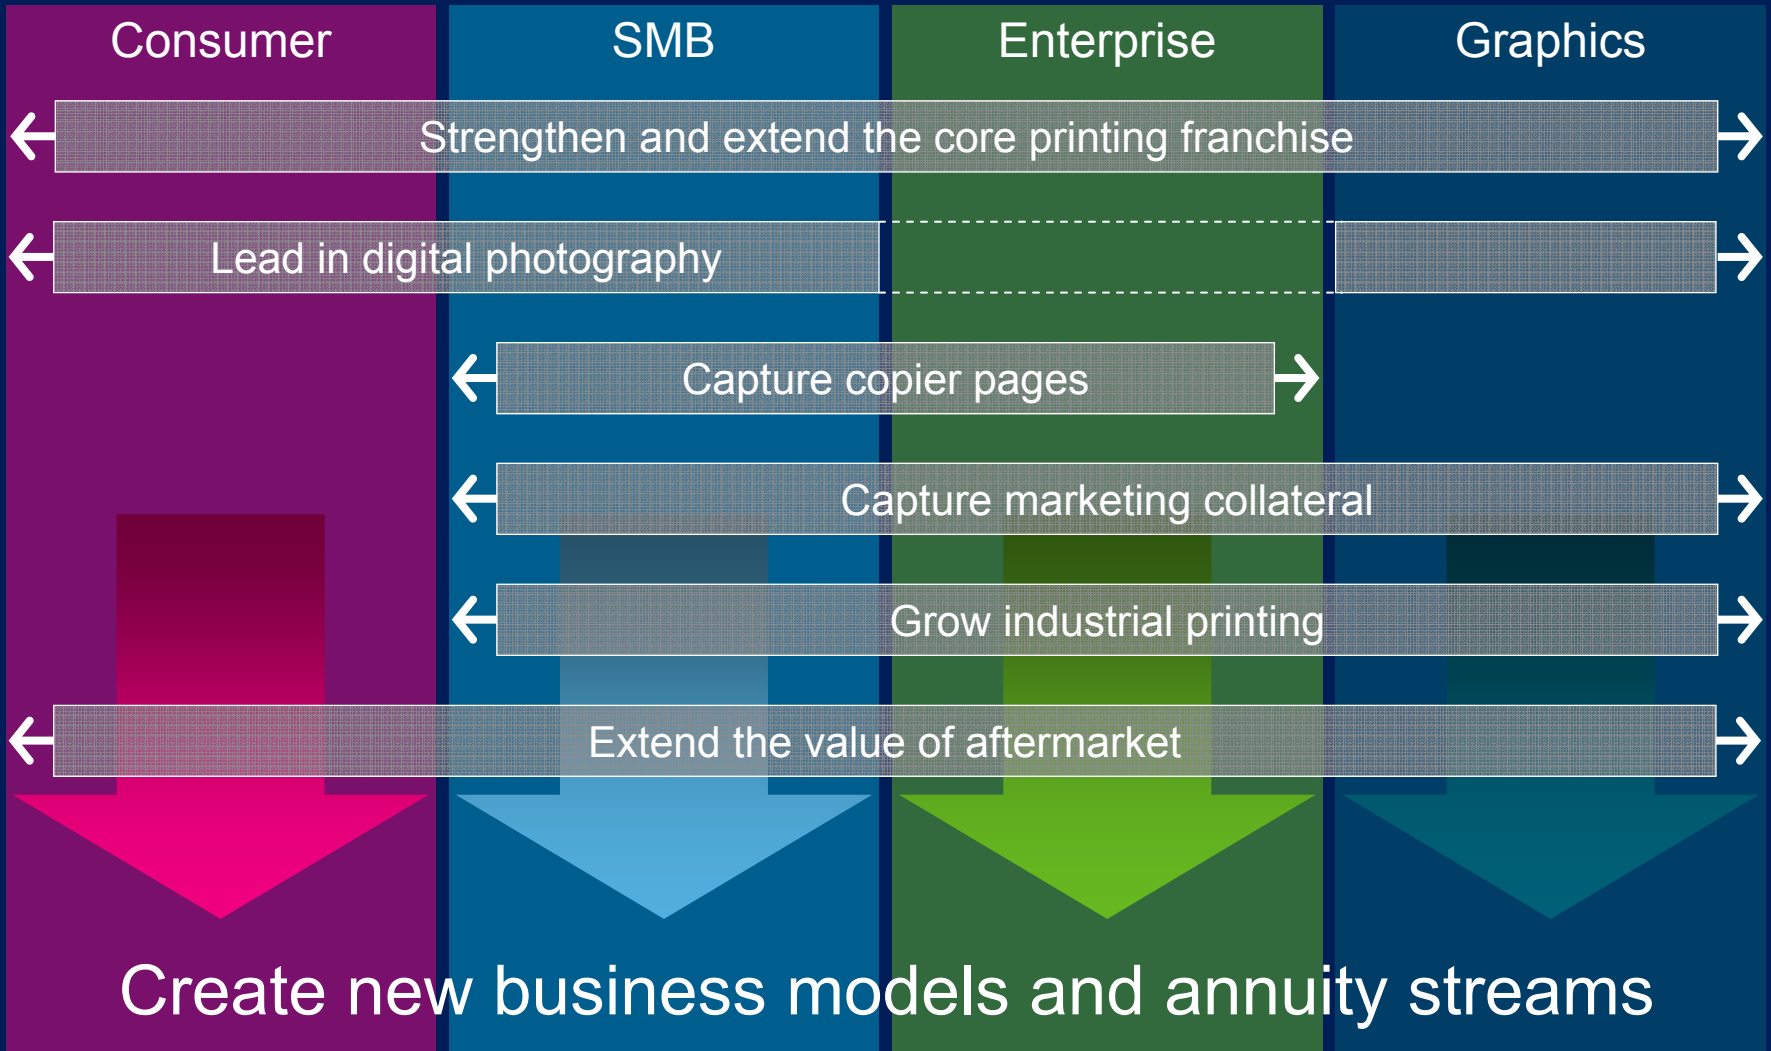 Consumer
SMB
Enterprise
Graphics
Strengthen and extend the core printing franchise
Lead in digital photography
Capture copier pages
Capture marketing collateral
Grow industrial printing
Extend the value of aftermarket
Create new business models and annuity streams